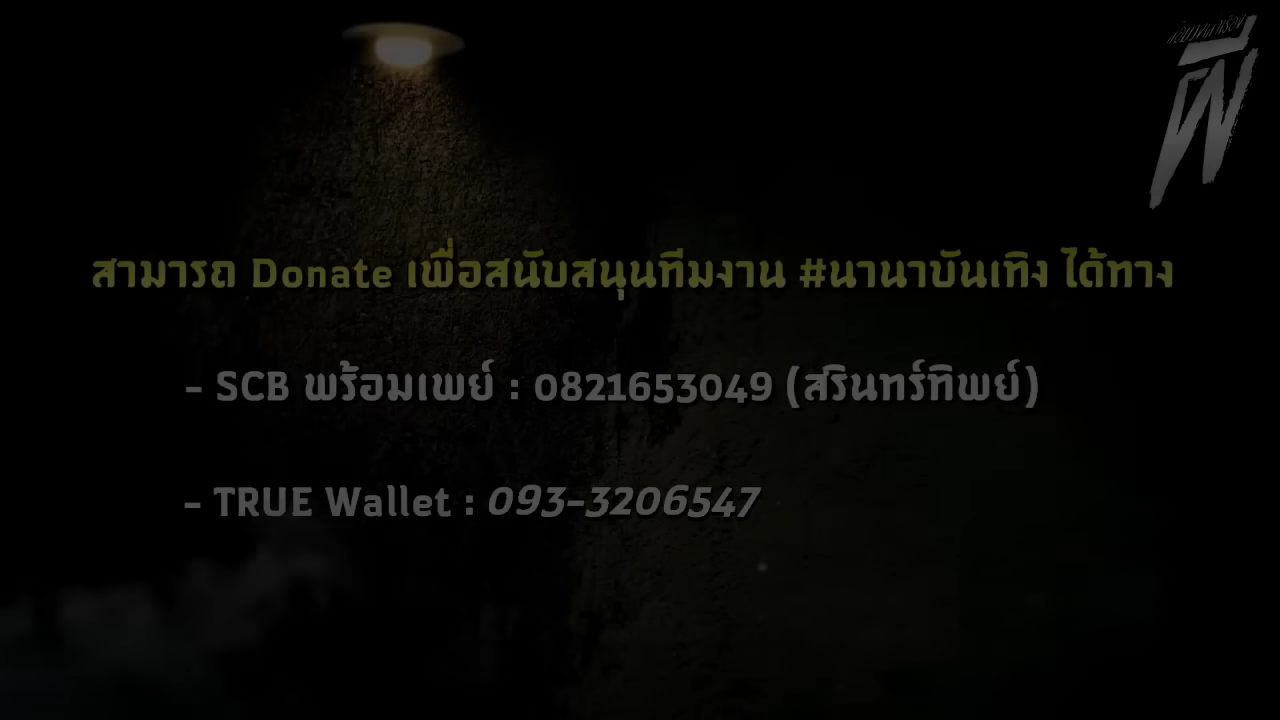 ผี
สามารถ Donate เพื่อสนับสนุนทีมงาน #นานาบันเทิง ได้ทาง
- SCB พร้อมเพย์ : 0821653049 (สรินทร์ทิพย์)
- TRUE Wallet : 093-3206547